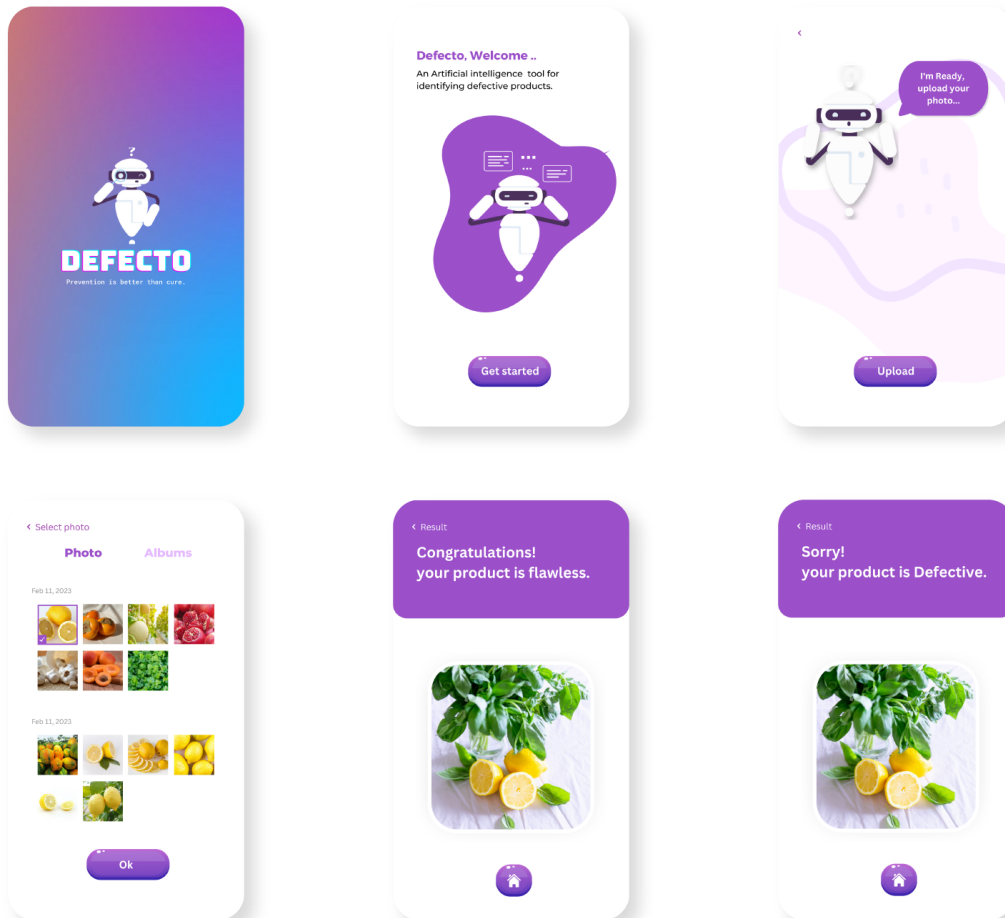 ?
DEFECTO
Prevention is better than cure.
Defecto, Welcome ..
An Artificial intelligence tool for
identifying defective products.
Get started
I'm Ready,
upload your
photo...
Upload
Select photo
Photo
Albums
Feb 11, 2023
Feb 11, 2023
Ok
Result
Congratulations!
your product is flawless.
Result
Sorry!
your product is Defective.